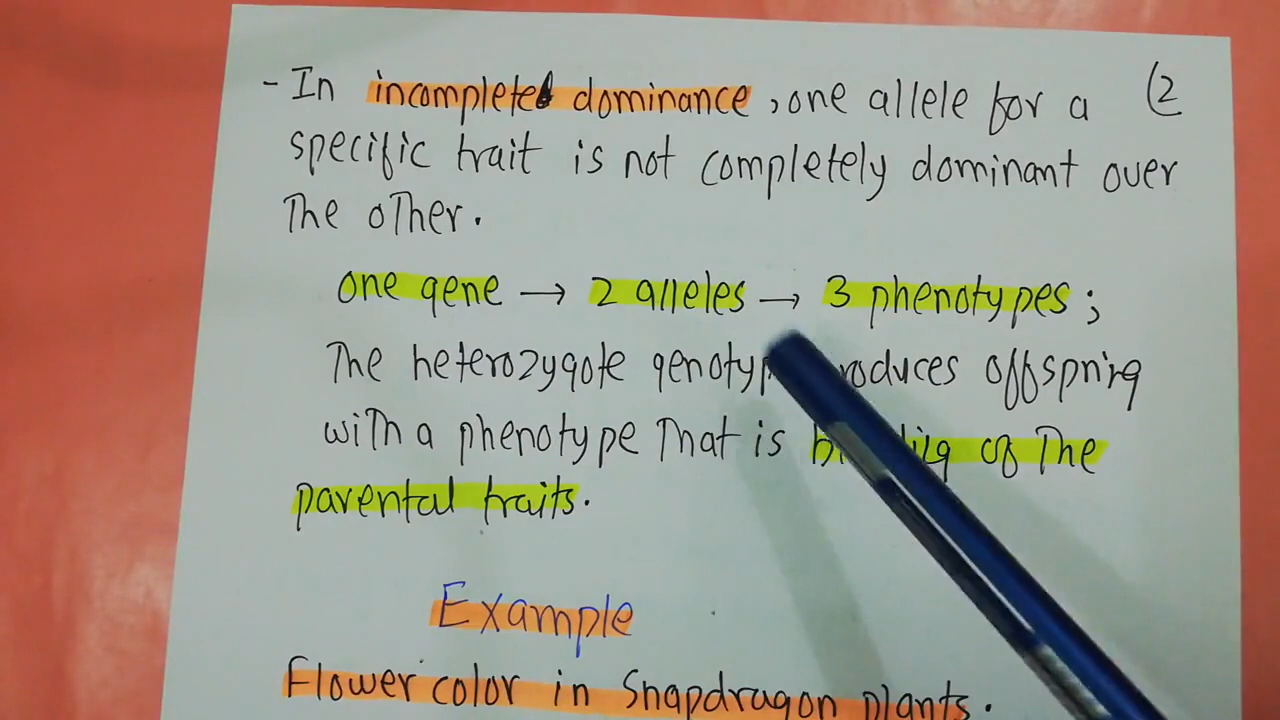 - In incomplete dominance, one allele for a (2
specific trait is not completely dominant over
The other.
one gene → 2 alleles → 3 phenotypes;
The heterozygote offspring
with a phenotype That is of The
parental traits.
Example
Flower color in Snapdragon plants.